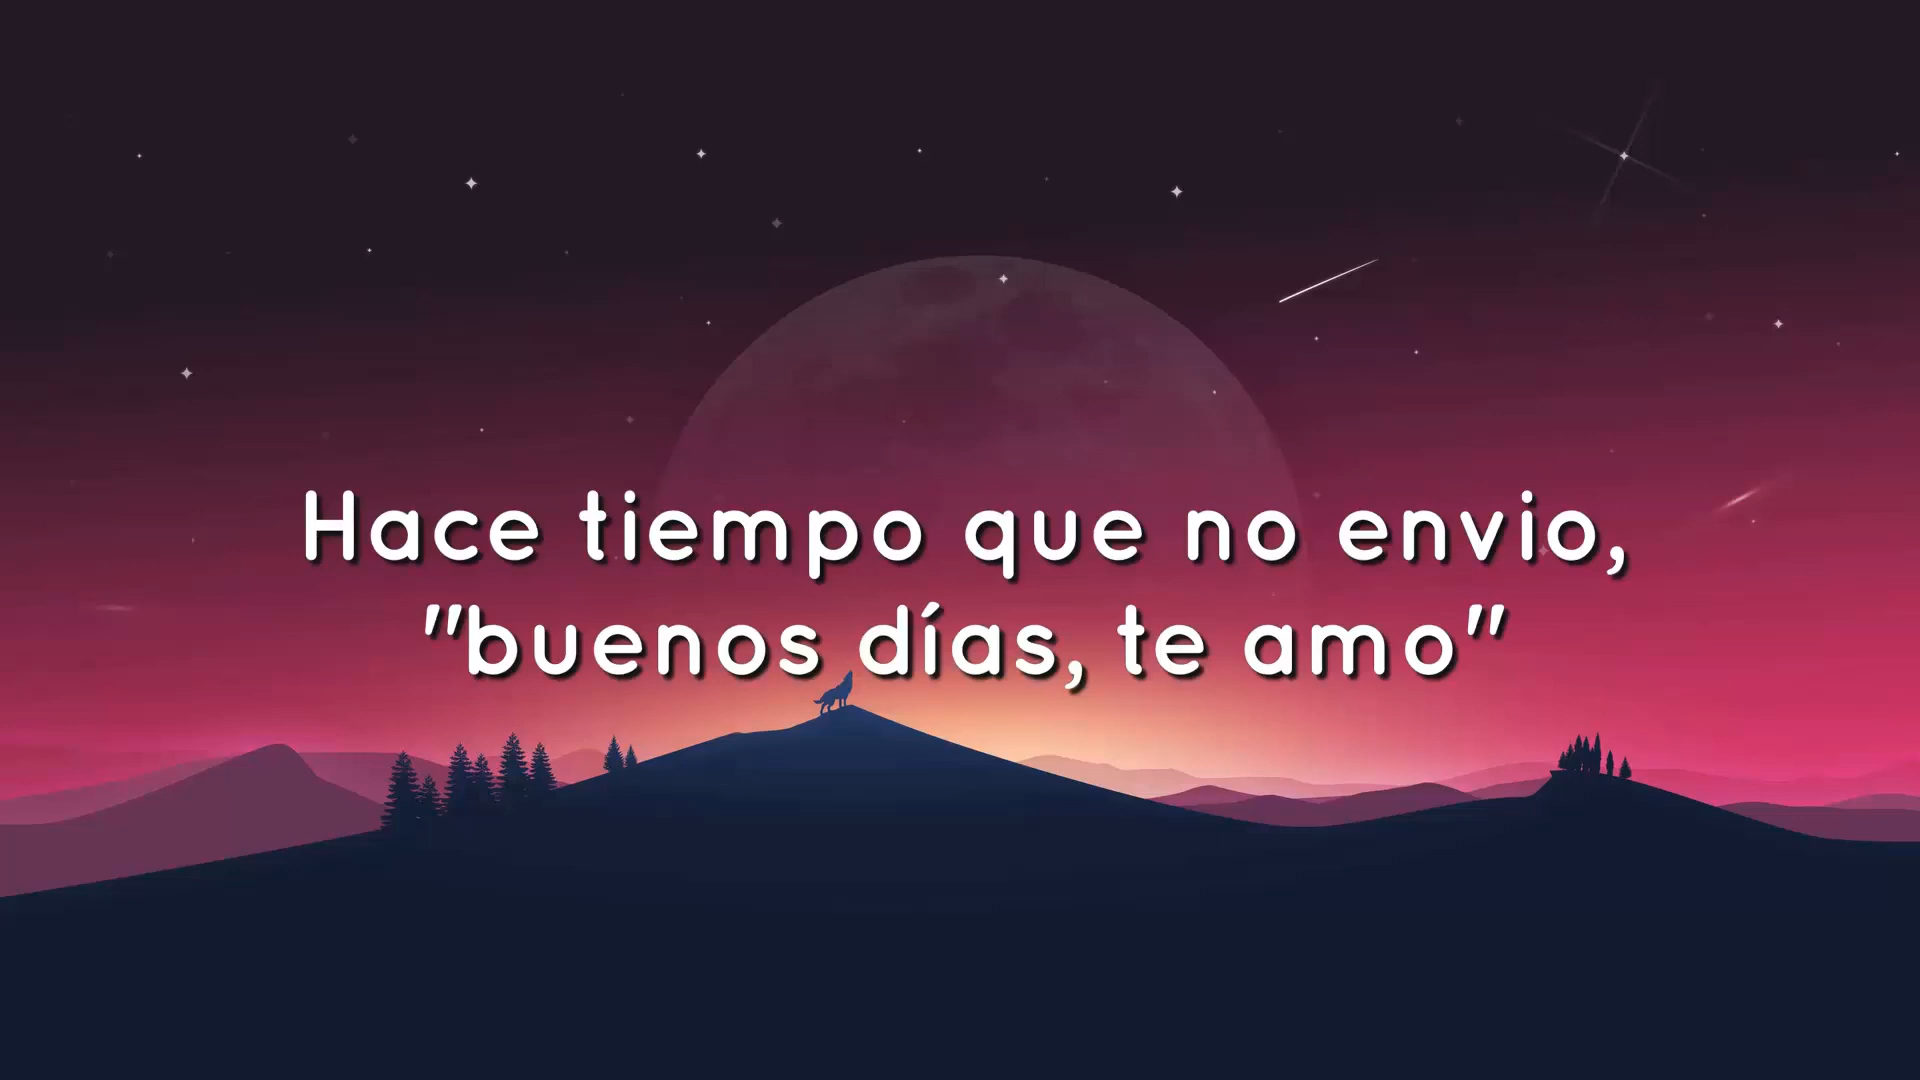 Hace tiempo que no envio,
"buenos días, te amo"